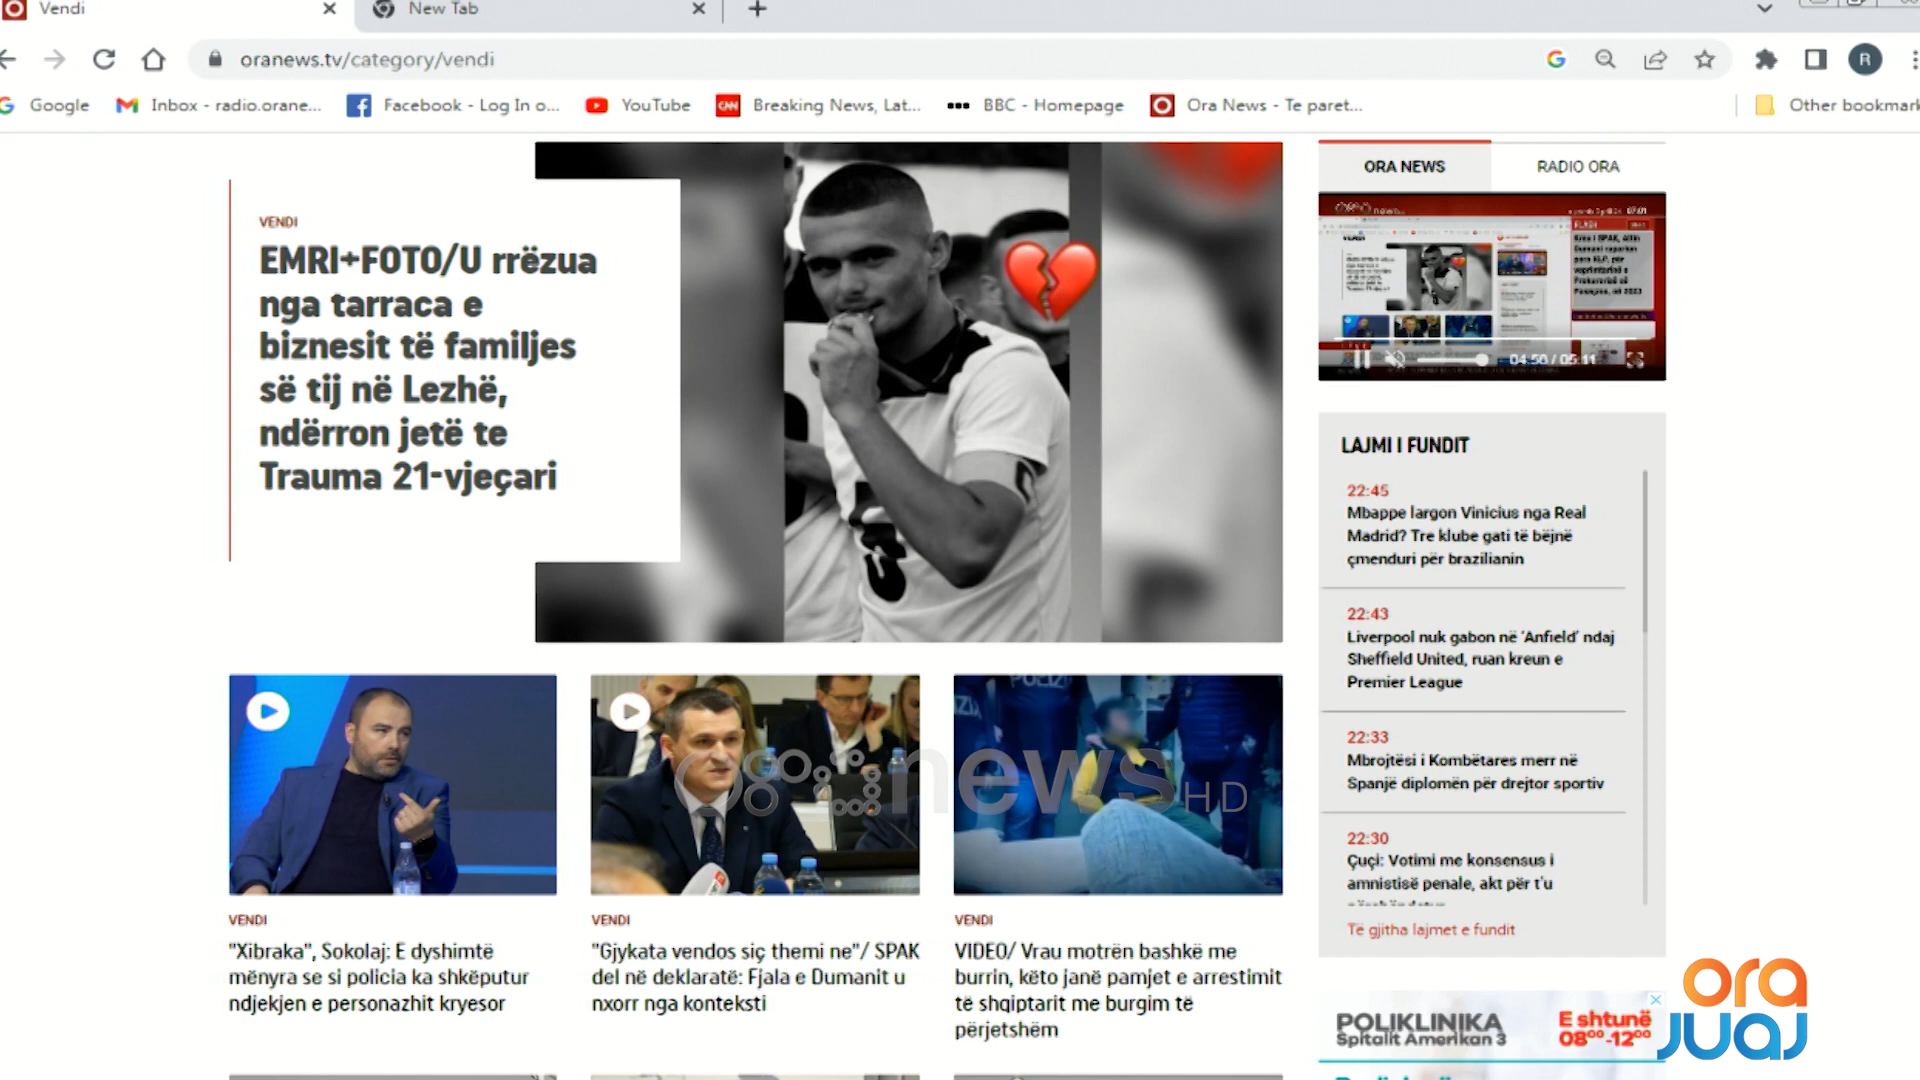 Vendi
New Tab
oranews.tv/category/vendi
R
Google
Inbox - radio.orane...
Facebook - Log In o...
YouTube
CNN
Breaking News, Lat...
BBC - Homepage
Ora News - Te paret...
Other bookmark
VENDI
EMRI+FOTO/U rrëzua
nga tarraca e
biznesit të familjes
së tij në Lezhë,
ndërron jetë te
Trauma 21-vjeçari
ORA NEWS
RADIO ORA
04:50 / 05:11
LAJMI I FUNDIT
22:45
Mbappe largon Vinicius nga Real
Madrid? Tre klube gati të bëjnë
çmenduri për brazilianin
22:43
Liverpool nuk gabon në 'Anfield' ndaj
Sheffield United, ruan kreun e
Premier League
22:33
Mbrojtësi i Kombëtares merr në
Spanjë diplomën për drejtor sportiv
22:30
Çuçi: Votimi me konsensus i
amnistisë penale, akt për t'u
Të gjitha lajmet e fundit
news HD
VENDI
"Xibraka", Sokolaj: E dyshimtë
mënyra se si policia ka shkëputur
ndjekjen e personazhit kryesor
VENDI
"Gjykata vendos siç themi ne"/ SPAK
del në deklaratë: Fjala e Dumanit u
nxorr nga konteksti
VENDI
VIDEO/ Vrau motrën bashkë me
burrin, këto janë pamjet e arrestimit
të shqiptarit me burgim të
përjetshëm
POLIKLINIKA
Spitalit Amerikan 3
E shtunë
08⁰⁰-12⁰⁰
ora
juaj